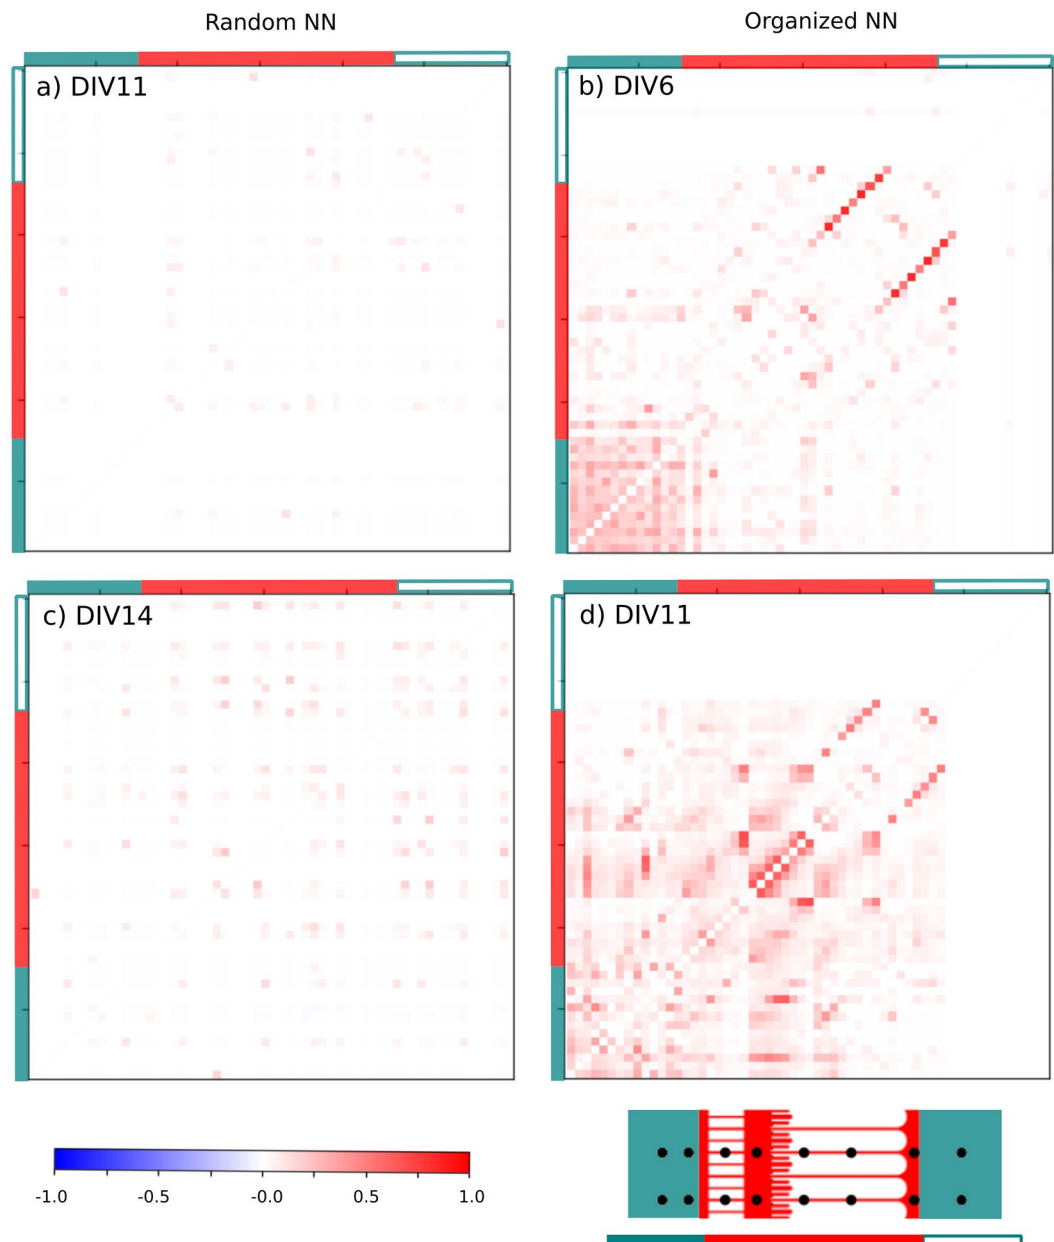 Random NN
Organized NN
a) DIV11
b) DIV6
c) DIV14
d) DIV11
-1.0 -0.5 -0.0 0.5 1.0